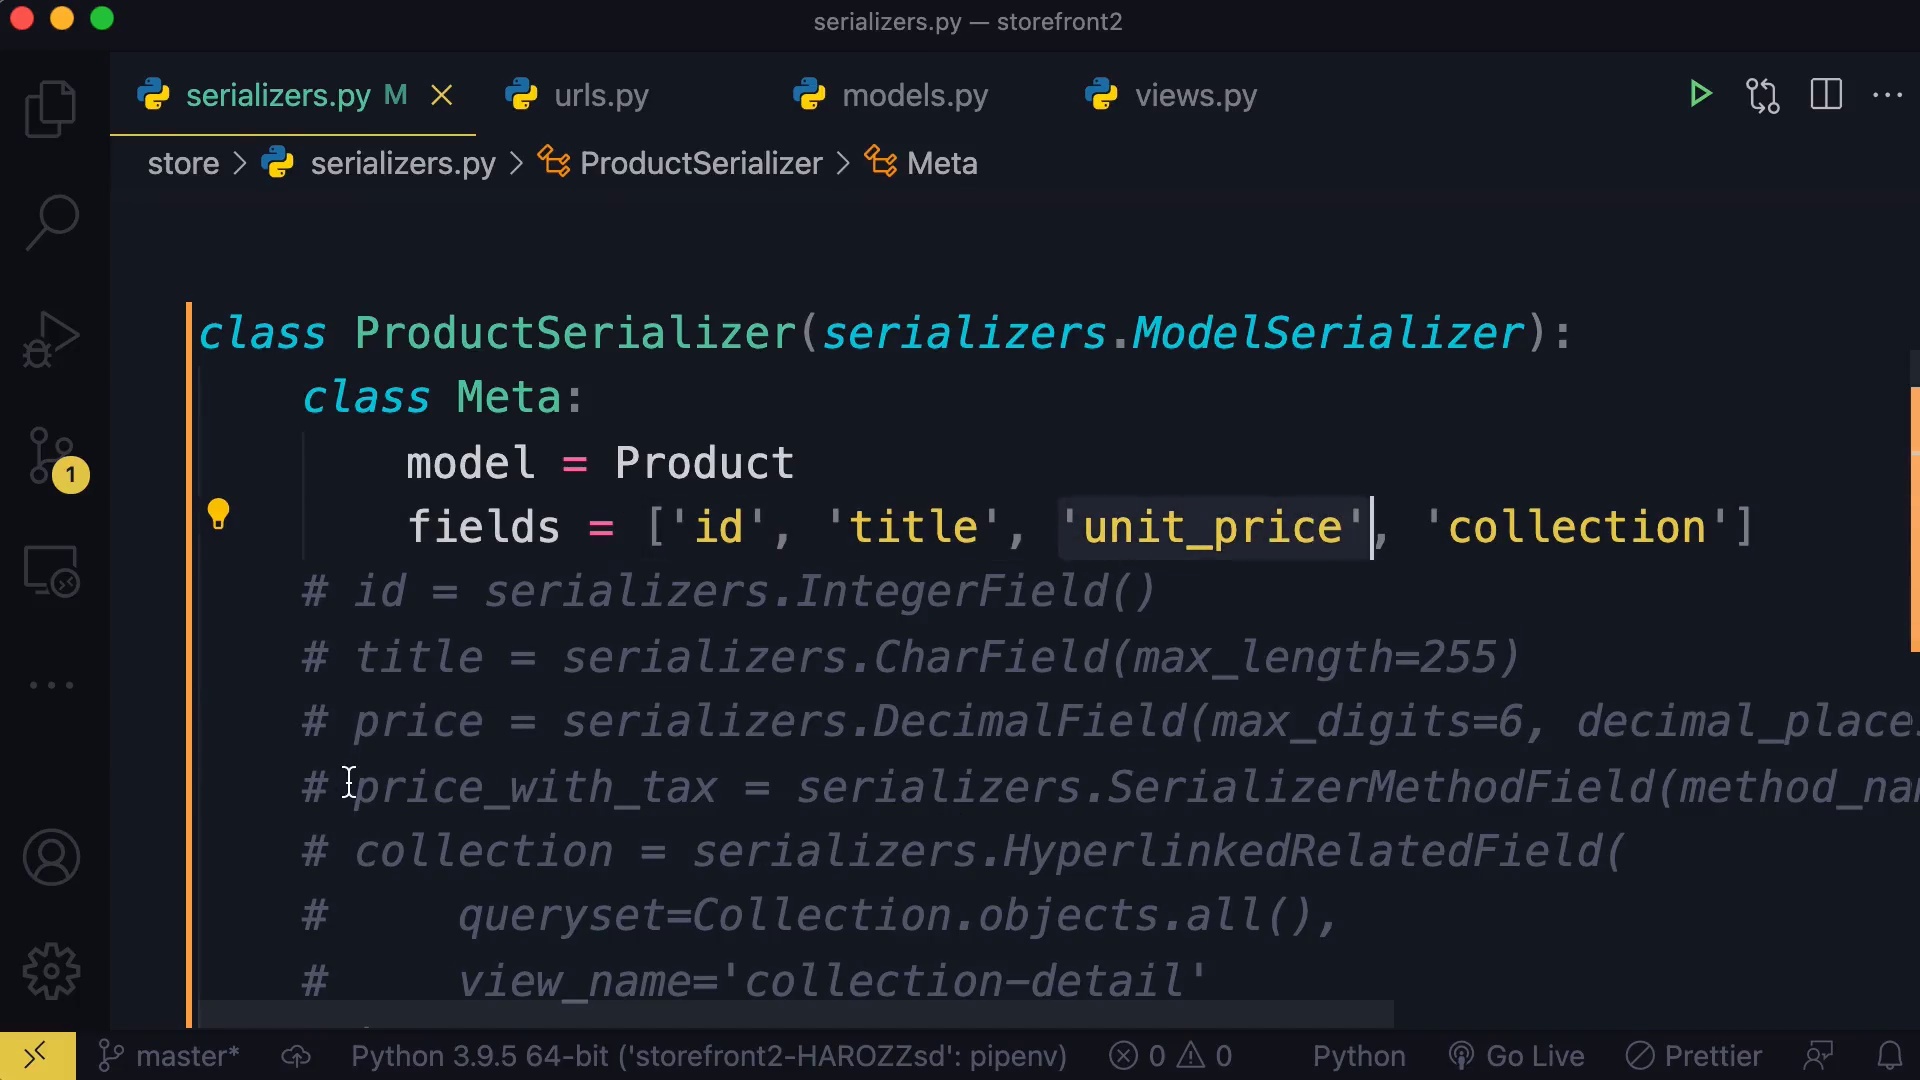 serializers.py — storefront2
serializers.py M urls.py models.py views.py
store > serializers.py > ProductSerializer > Meta
class ProductSerializer(serializers.ModelSerializer):
class Meta:
model = Product
fields = ['id', 'title', 'unit_price', 'collection']
# id = serializers.IntegerField()
# title = serializers.CharField(max_length=255)
# price = serializers.DecimalField(max_digits=6, decimal_place
# price_with_tax = serializers.SerializerMethodField(method_na
# collection = serializers.HyperlinkedRelatedField(
# queryset=Collection.objects.all(),
# view_name='collection-detail'
1
master* Python 3.9.5 64-bit ('storefront2-HAROZZsd': pipenv) 0 0 Python Go Live Prettier